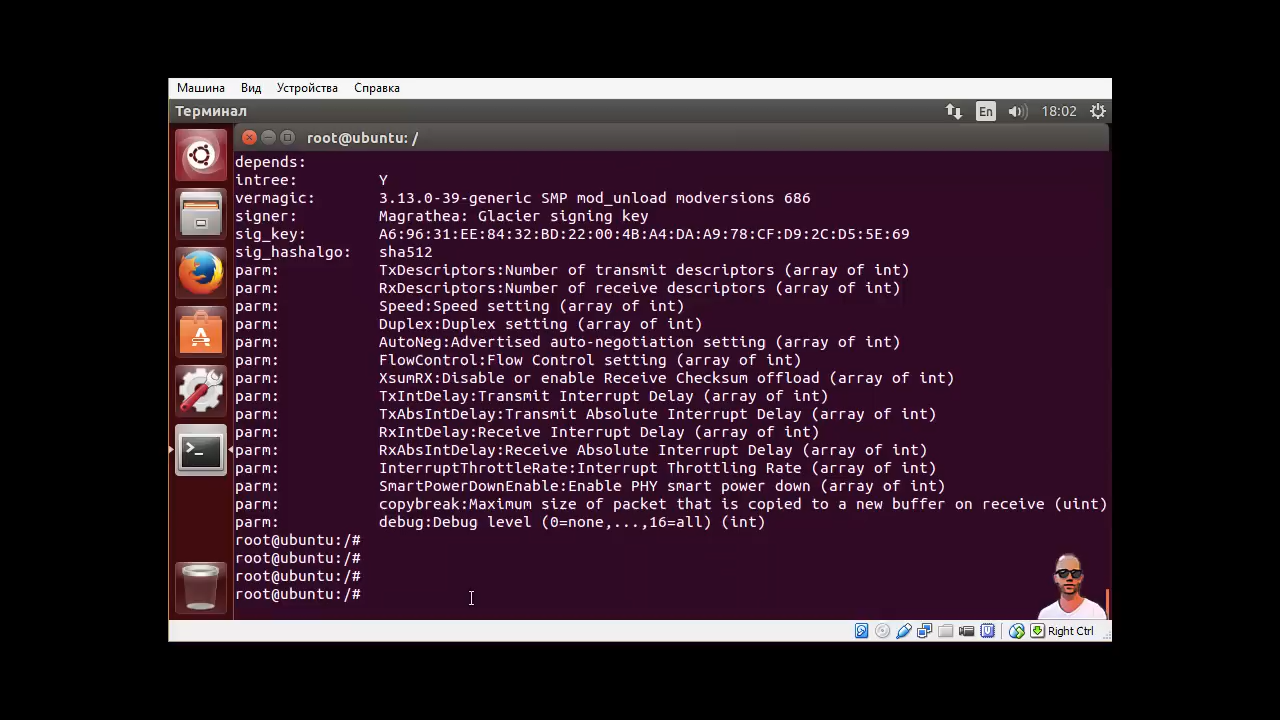 Машина Вид Устройства Справка
Терминал En 18:02
root@ubuntu: /
depends:
intree: Y
vermagic: 3.13.0-39-generic SMP mod_unload modversions 686
signer: Magrathea: Glacier signing key
sig_key: A6:96:31:EE:84:32:BD:22:00:4B:A4:DA:A9:78:CF:D9:2C:D5:5E:69
sig_hashalgo: sha512
parm: TxDescriptors:Number of transmit descriptors (array of int)
parm: RxDescriptors:Number of receive descriptors (array of int)
parm: Speed:Speed setting (array of int)
parm: Duplex:Duplex setting (array of int)
parm: AutoNeg:Advertised auto-negotiation setting (array of int)
parm: FlowControl:Flow Control setting (array of int)
parm: XsumRX:Disable or enable Receive Checksum offload (array of int)
parm: TxIntDelay:Transmit Interrupt Delay (array of int)
parm: TxAbsIntDelay:Transmit Absolute Interrupt Delay (array of int)
parm: RxIntDelay:Receive Interrupt Delay (array of int)
parm: RxAbsIntDelay:Receive Absolute Interrupt Delay (array of int)
parm: InterruptThrottleRate:Interrupt Throttling Rate (array of int)
parm: SmartPowerDownEnable:Enable PHY smart power down (array of int)
parm: copybreak:Maximum size of packet that is copied to a new buffer on receive (uint)
parm: debug:Debug level (0=none,...,16=all) (int)
root@ubuntu:/#
root@ubuntu:/#
root@ubuntu:/#
root@ubuntu:/#
Right Ctrl